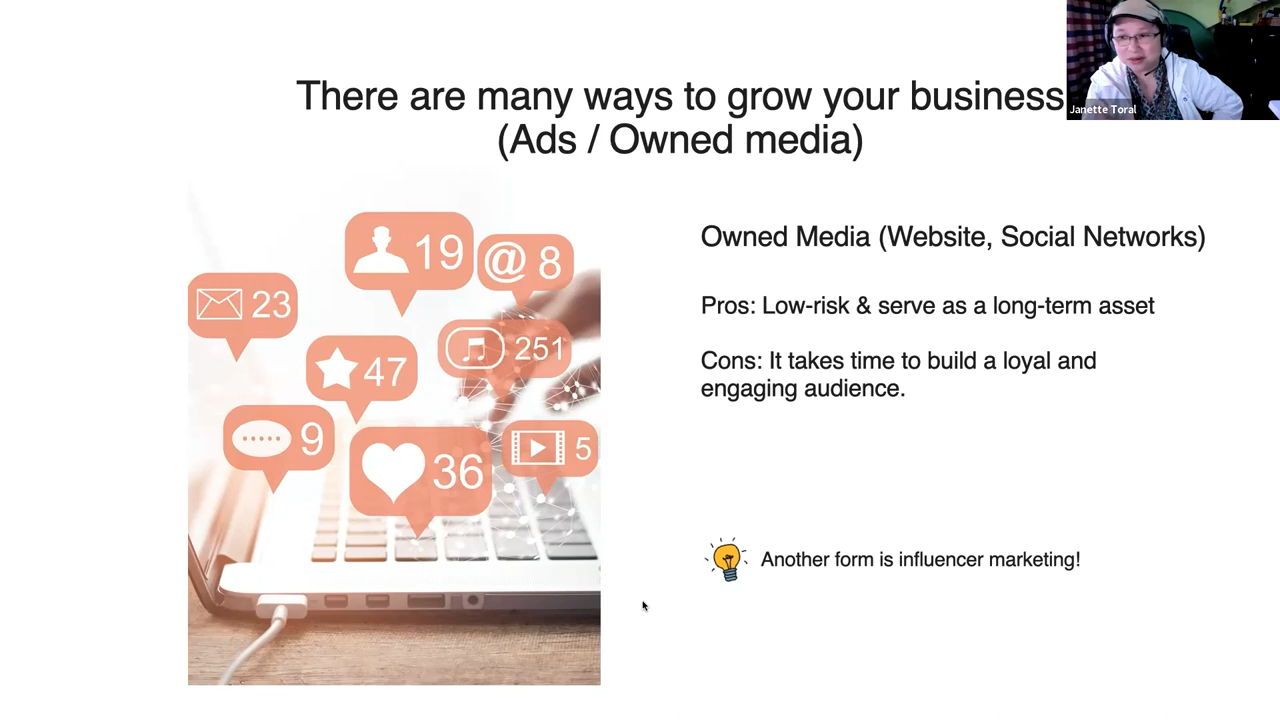 There are many ways to grow your business
(Ads / Owned media)
Janette Toral
19
@ 8
23
251
47
9
36
5
Owned Media (Website, Social Networks)
Pros: Low-risk & serve as a long-term asset
Cons: It takes time to build a loyal and
engaging audience.
Another form is influencer marketing!